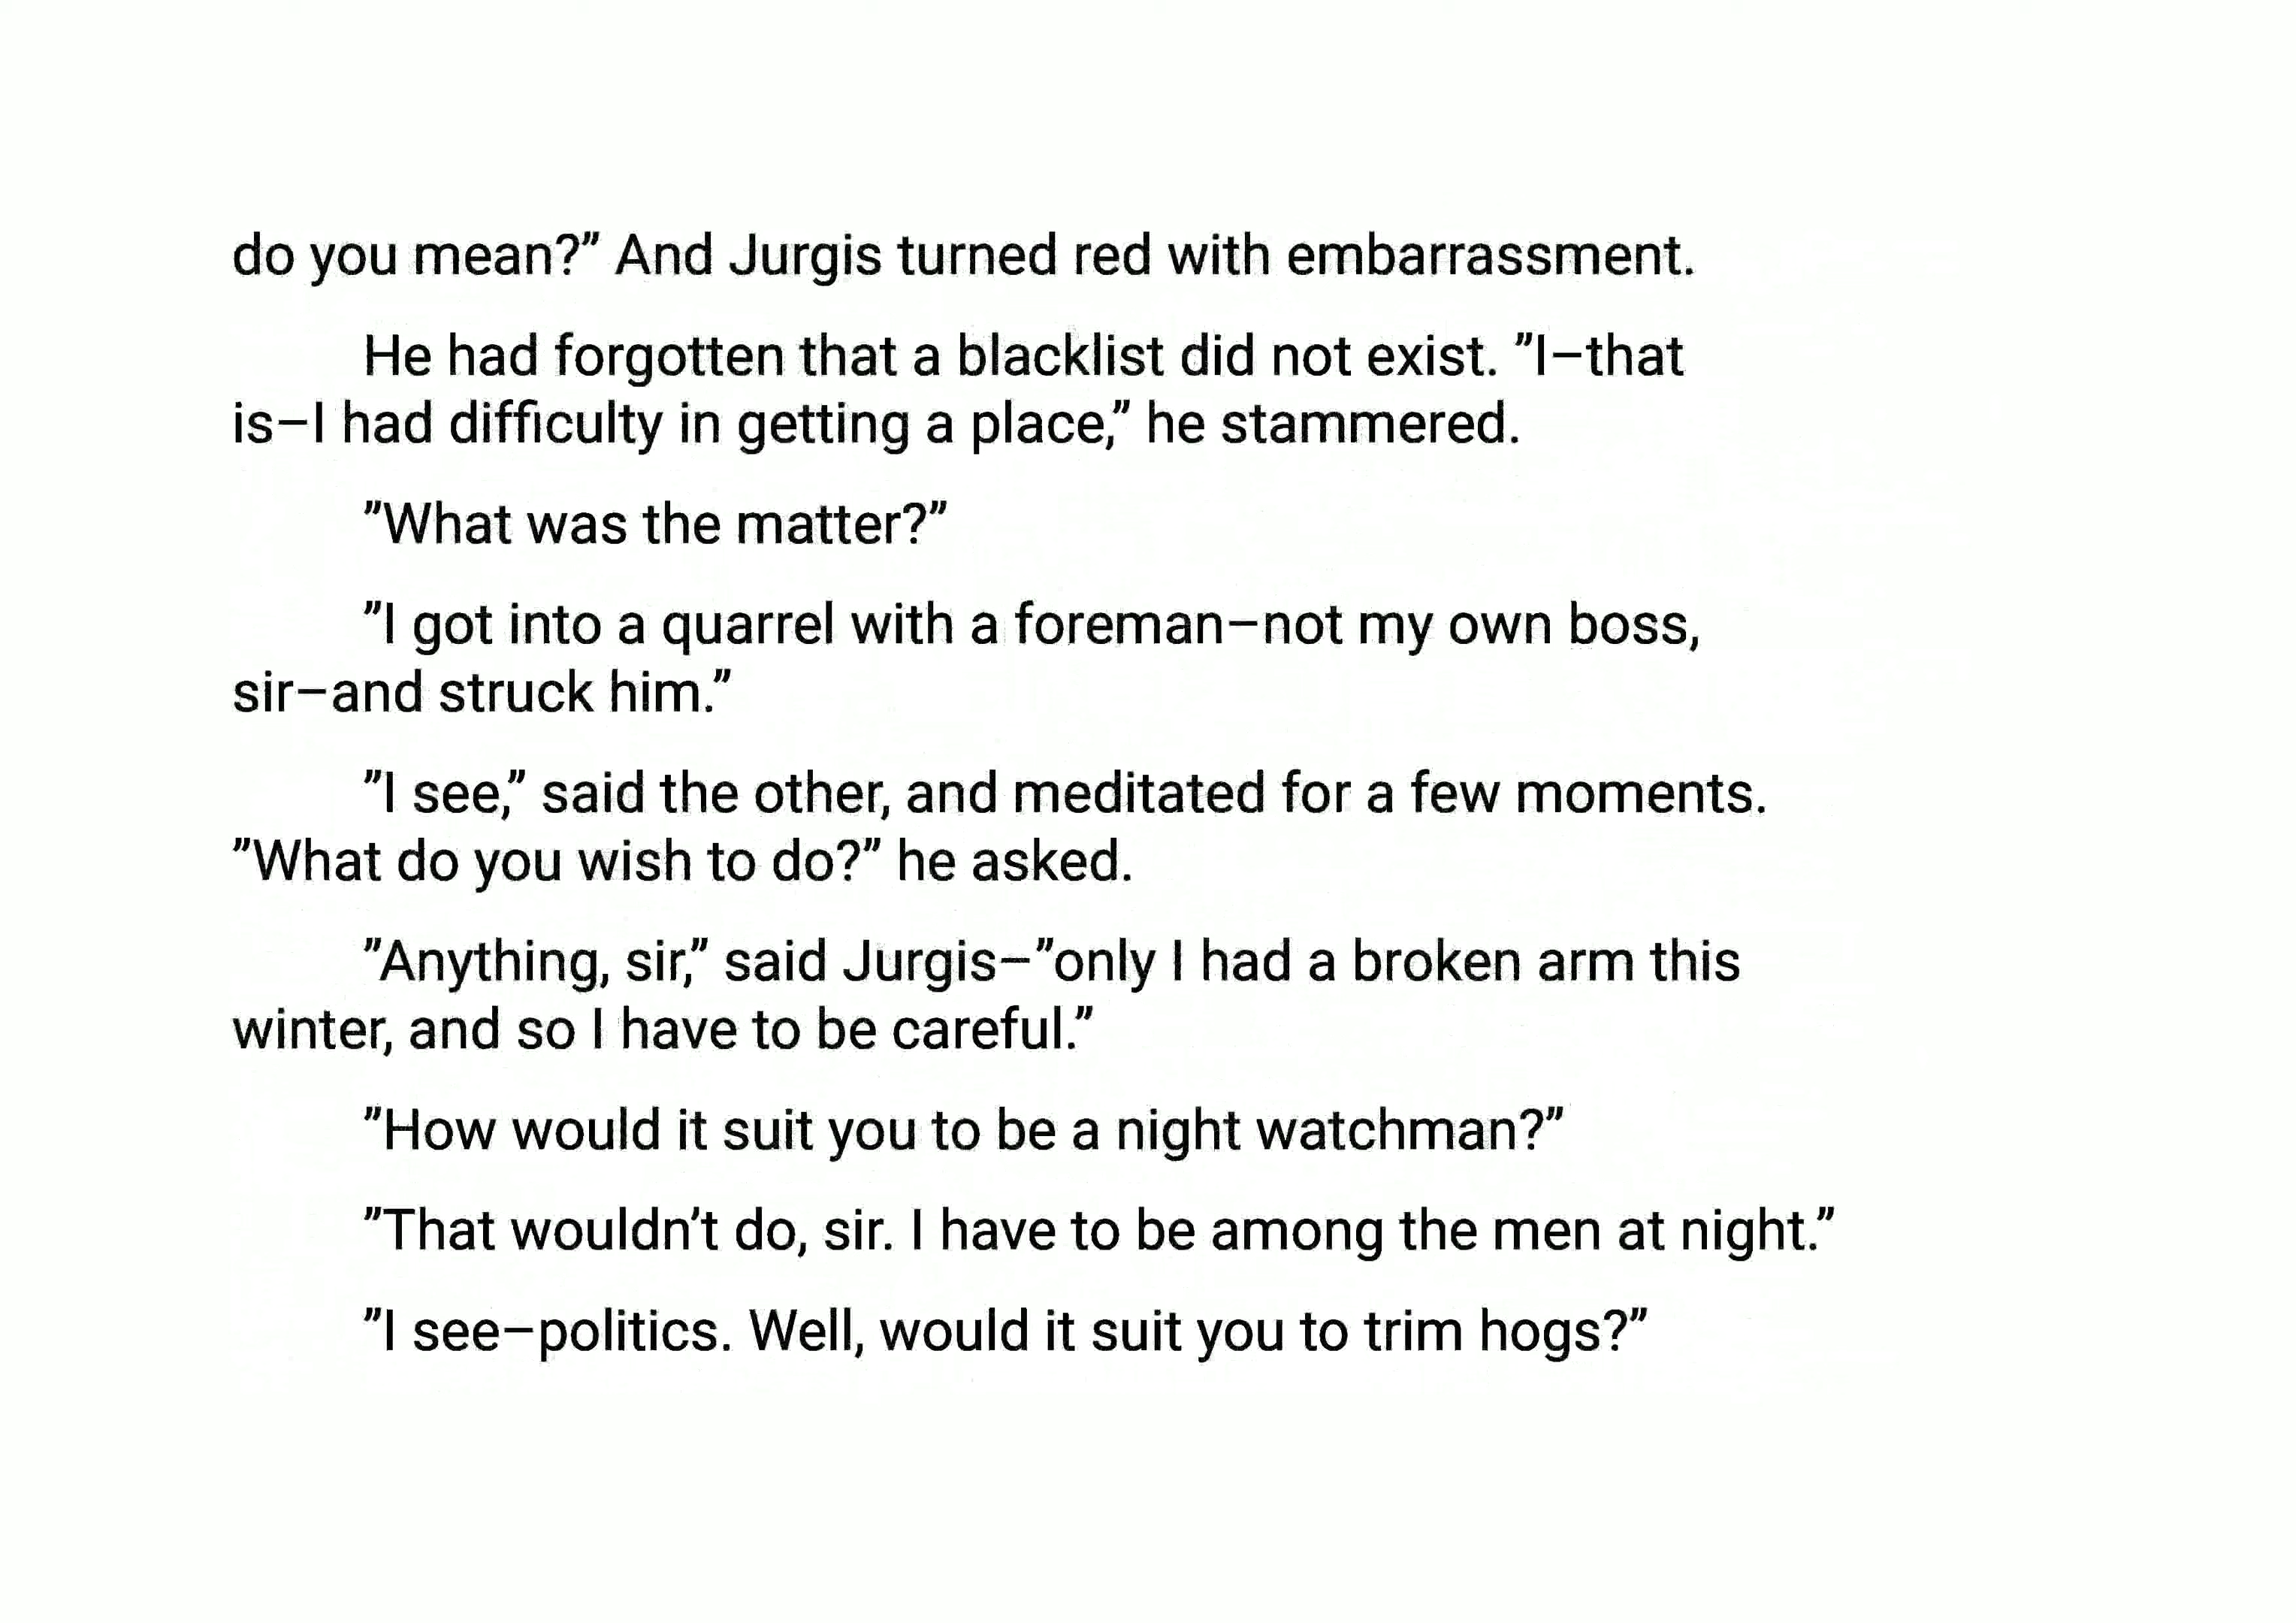 do you mean?” And Jurgis turned red with embarrassment.
He had forgotten that a blacklist did not exist. ”I–that
is–I had difficulty in getting a place,” he stammered.
”What was the matter?”
”I got into a quarrel with a foreman–not my own boss,
sir–and struck him.”
”I see,” said the other, and meditated for a few moments.
”What do you wish to do?” he asked.
”Anything, sir,” said Jurgis–”only I had a broken arm this
winter, and so I have to be careful.”
”How would it suit you to be a night watchman?”
”That wouldn’t do, sir. I have to be among the men at night.”
”I see–politics. Well, would it suit you to trim hogs?”